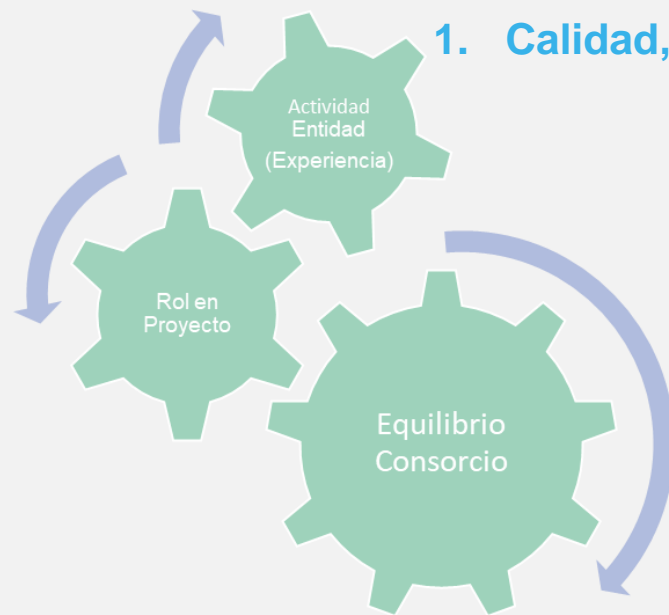 1. Calidad,
Actividad
Entidad
(Experiencia)
Rol en
Proyecto
Equilibrio
Consorcio